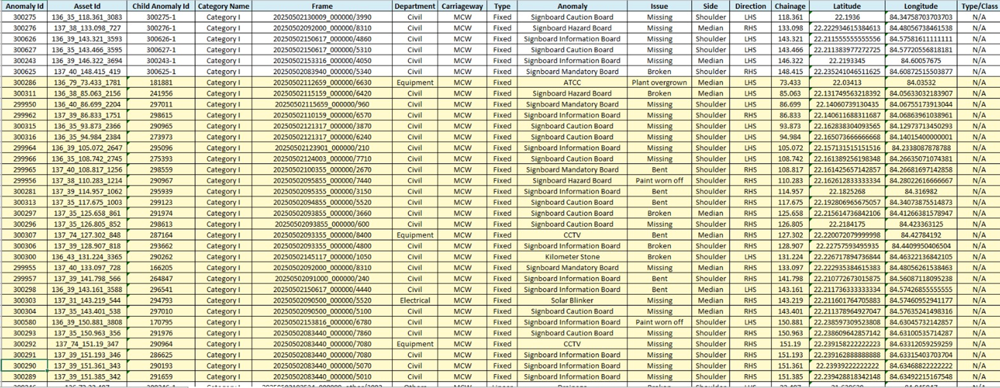 Anomaly Id Asset Id Child Anomaly Id Category Name Frame Department Carriageway Type Anomaly Issue Side Direction Chainage Latitude Longitude Type/Class
300275 136_35_118.361_3083 300275-1 Category I 20250502130009_000000/3990 Civil MCW Fixed Signboard Caution Board Missing Shoulder LHS 118.361 22.1936 84.34758703703703 N/A
300276 137_38_133.098_727 300276-1 Category I 20250502092000_000000/8310 Civil MCW Fixed Signboard Hazard Board Missing Median RHS 133.098 22.222934615384613 84.48056738461538 N/A
300626 136_39_143.321_3593 300626-1 Category I 20250502150617_000000/4860 Civil MCW Fixed Signboard Information Board Missing Shoulder LHS 143.321 22.211555555555556 84.57581611111111 N/A
300627 136_35_143.466_3595 300627-1 Category I 20250502150617_000000/5310 Civil MCW Fixed Signboard Caution Board Missing Shoulder LHS 143.466 22.211383977272725 84.57720556818181 N/A
300243 136_39_146.322_3694 300243-1 Category I 20250502153316_000000/4050 Civil MCW Fixed Signboard Information Board Missing Median LHS 146.322 22.2193345 84.60057675 N/A
300625 137_40_148.415_419 300625-1 Category I 20250502083940_000000/5340 Civil MCW Fixed Signboard Mandatory Board Broken Shoulder RHS 148.415 22.235241046511625 84.60872515503877 N/A
300286 136_79_73.433_1781 181881 Category I 20250502112659_000000/6630 Equipment MCW Fixed ATCC Plant overgrown Median LHS 73.433 22.03413 84.03532 N/A
300311 136_38_85.063_2156 241956 Category I 20250502115159_000000/6420 Civil MCW Fixed Signboard Hazard Board Broken Median LHS 85.063 22.131749563218392 84.05633032183907 N/A
299950 136_40_86.699_2204 297011 Category I 20250502115659_000000/960 Civil MCW Fixed Signboard Mandatory Board Missing Shoulder LHS 86.699 22.14060739130435 84.06755173913044 N/A
299962 137_39_86.833_1751 298615 Category I 20250502110159_000000/6570 Civil MCW Fixed Signboard Information Board Missing Shoulder RHS 86.833 22.140611688311687 84.06863961038961 N/A
300315 136_35_93.873_2366 290965 Category I 20250502121317_000000/3870 Civil MCW Fixed Signboard Caution Board Missing Shoulder LHS 93.873 22.162838304093565 84.12973713450293 N/A
300316 136_35_94.984_2384 273973 Category I 20250502121317_000000/6240 Civil MCW Fixed Signboard Caution Board Missing Shoulder LHS 94.984 22.165073666666668 84.14015400000001 N/A
299964 136_39_105.072_2647 295096 Category I 20250502123901_000000/210 Civil MCW Fixed Signboard Information Board Missing Shoulder LHS 105.072 22.157131515151516 84.2338087878788 N/A
299966 136_35_108.742_2745 275393 Category I 20250502124003_000000/7710 Civil MCW Fixed Signboard Caution Board Missing Shoulder LHS 108.742 22.161389256198348 84.26635071074381 N/A
299965 137_40_108.817_1256 298559 Category I 20250502100355_000000/2670 Civil MCW Fixed Signboard Mandatory Board Bent Shoulder RHS 108.817 22.161425657142857 84.26681697142858 N/A
299956 137_38_110.283_1214 290967 Category I 20250502095855_000000/7440 Civil MCW Fixed Signboard Hazard Board Paint worn off Shoulder RHS 110.283 22.162612833333334 84.28022616666667 N/A
300281 137_39_114.957_1062 295939 Category I 20250502095355_000000/3150 Civil MCW Fixed Signboard Information Board Bent Shoulder RHS 114.957 22.1825268 84.316982 N/A
300313 137_35_117.675_1003 299123 Category I 20250502094855_000000/5520 Civil MCW Fixed Signboard Caution Board Bent Shoulder RHS 117.675 22.192806965675057 84.34073875514873 N/A
300297 137_35_125.658_861 291974 Category I 20250502093855_000000/3660 Civil MCW Fixed Signboard Caution Board Broken Median RHS 125.658 22.215614736842106 84.41266381578947 N/A
300296 137_35_126.805_852 298613 Category I 20250502093855_000000/600 Civil MCW Fixed Signboard Caution Board Missing Shoulder RHS 126.805 22.2184175 84.423363125 N/A
300307 137_74_127.302_848 287164 Category I 20250502093355_000000/8400 Equipment MCW Fixed CCTV Bent Median RHS 127.302 22.220072079999998 84.42784192 N/A
300306 137_39_128.907_818 293662 Category I 20250502093355_000000/4800 Civil MCW Fixed Signboard Information Board Broken Shoulder RHS 128.907 22.22757593495935 84.4409950406504 N/A
300300 136_43_131.224_3365 290262 Category I 20250502145117_000000/1050 Civil MCW Fixed Kilometer Stone Broken Shoulder LHS 131.224 22.226717894736844 84.46322136842105 N/A
299955 137_40_133.097_728 166205 Category I 20250502092000_000000/8310 Civil MCW Fixed Signboard Mandatory Board Missing Median RHS 133.097 22.222935384615383 84.48056261538463 N/A
299957 137_39_141.798_566 264847 Category I 20250502091000_000000/240 Civil MCW Fixed Signboard Information Board Bent Shoulder RHS 141.798 22.210772673015875 84.56087118095238 N/A
300298 136_39_143.161_3588 296541 Category I 20250502150617_000000/4440 Civil MCW Fixed Signboard Information Board Bent Median LHS 143.161 22.211736333333334 84.57426855555555 N/A
300303 137_31_143.219_544 294793 Category I 20250502090500_000000/5520 Electrical MCW Fixed Solar Blinker Missing Median RHS 143.219 22.211601764705883 84.57460952941177 N/A
300304 137_35_143.401_538 297010 Category I 20250502090500_000000/5100 Civil MCW Fixed Signboard Caution Board Missing Median RHS 143.401 22.211378964927047 84.57635241498316 N/A
300580 136_39_150.881_3808 170795 Category I 20250502153816_000000/6780 Civil MCW Fixed Signboard Information Board Paint worn off Shoulder LHS 150.881 22.238597309523808 84.63045732142857 N/A
300293 137_35_150.963_356 291976 Category I 20250502083440_000000/7860 Civil MCW Fixed Signboard Caution Board Missing Shoulder RHS 150.963 22.238609642857142 84.63100535714287 N/A
300292 137_74_151.19_347 290964 Category I 20250502083440_000000/7080 Equipment MCW Fixed CCTV Missing Shoulder RHS 151.19 22.239158222222223 84.63312059259259 N/A
300291 137_39_151.193_346 286625 Category I 20250502083440_000000/7080 Civil MCW Fixed Signboard Information Board Missing Shoulder RHS 151.193 22.239162888888888 84.63315403703704 N/A
300290 137_39_151.361_343 290193 Category I 20250502083440_000000/5070 Civil MCW Fixed Signboard Information Board Missing Shoulder RHS 151.361 22.23939222222222 84.63468822222222 N/A
300289 137_39_151.385_342 291659 Category I 20250502083440_000000/5010 Civil MCW Fixed Signboard Information Board Missing Shoulder RHS 151.385 22.239428818342148 84.63492215167548 N/A